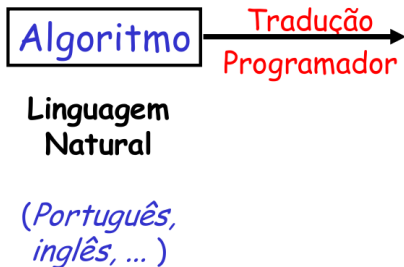 Algoritmo
Tradução
Programador
Linguagem
Natural
(Português,
inglês, ... )